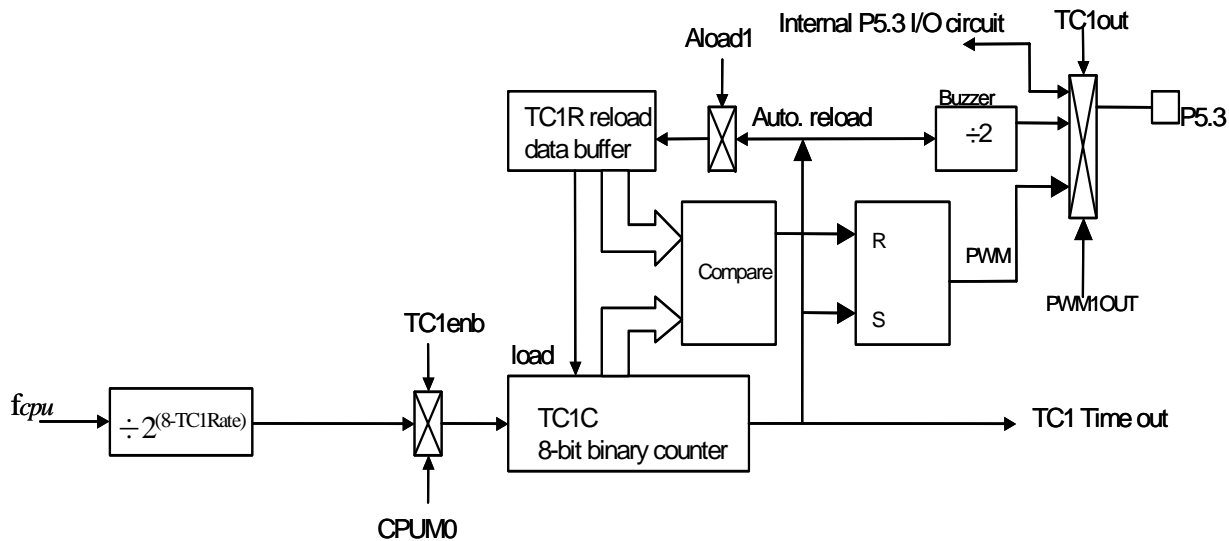 Internal P5.3 I/O circuit
TC1out
Aload1
Buzzer
TC1R reload
data buffer
Auto. reload
÷2
P5.3
R
PWM
Compare
S
PWM1OUT
TC1enb
load
fcpu
÷2(8-TC1Rate)
TC1C
8-bit binary counter
TC1 Time out
CPUM0